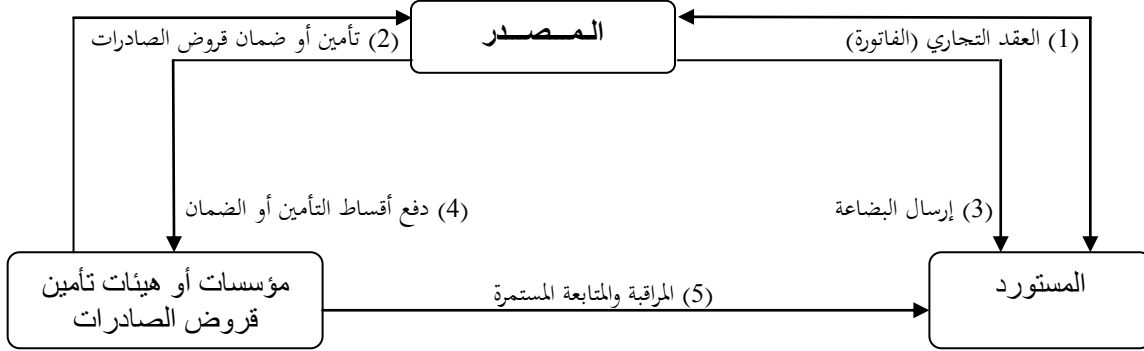 المــصــدر
(1) العقد التجاري (الفاتورة)
(2) تأمين أو ضمان قروض الصادرات
(3) إرسال البضاعة
(4) دفع أقساط التأمين أو الضمان
المستورد
مؤسسات أو هيئات تأمين
قروض الصادرات
(5) المراقبة والمتابعة المستمرة